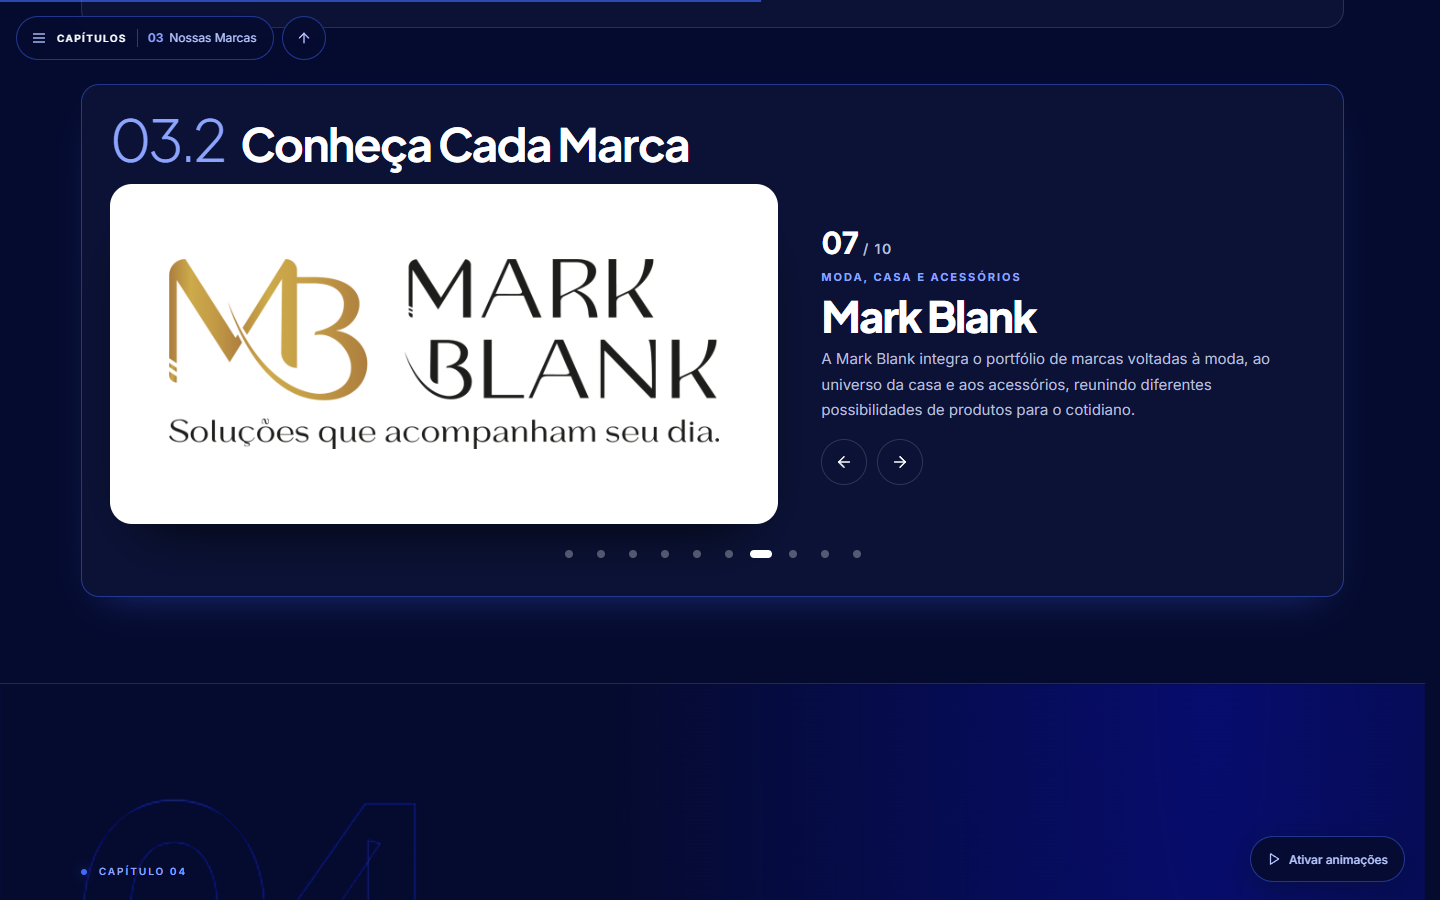 CAPÍTULOS
03 Nossas Marcas
03.2 Conheça Cada Marca
MB
MARK
BLANK
Soluções que acompanham seu dia.
07 / 10
MODA, CASA E ACESSÓRIOS
Mark Blank
A Mark Blank integra o portfólio de marcas voltadas à moda, ao
universo da casa e aos acessórios, reunindo diferentes
possibilidades de produtos para o cotidiano.
04
CAPÍTULO 04
Ativar animações